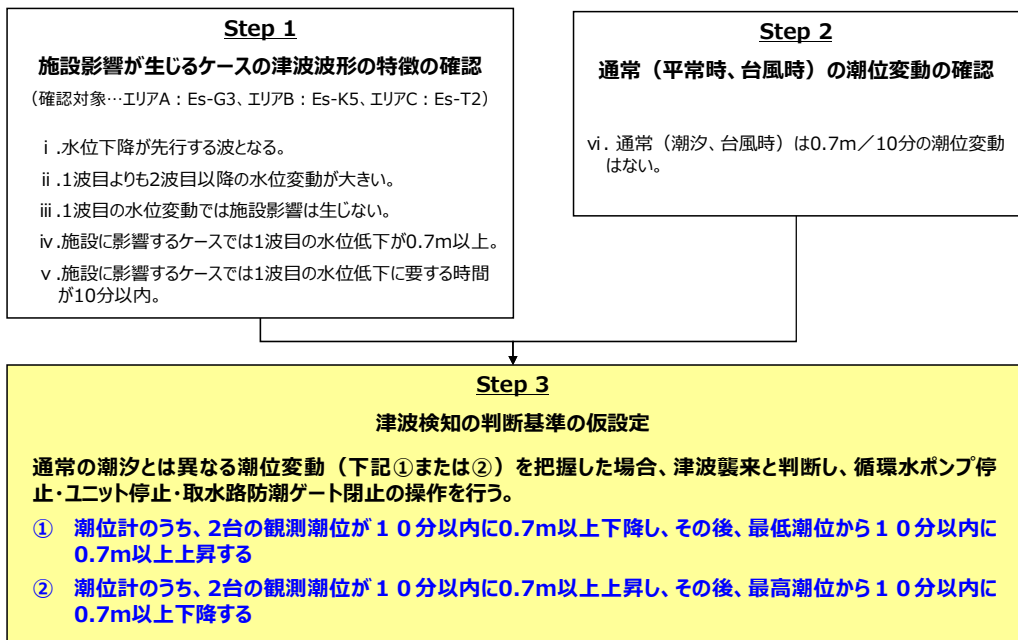 Step 1
施設影響が生じるケースの津波波形の特徴の確認
（確認対象…エリアA：Es-G3、エリアB：Es-K5、エリアC：Es-T2）
ⅰ.水位下降が先行する波となる。
ⅱ.1波目よりも2波目以降の水位変動が大きい。
ⅲ.1波目の水位変動では施設影響は生じない。
ⅳ.施設に影響するケースでは1波目の水位低下が0.7m以上。
ⅴ.施設に影響するケースでは1波目の水位低下に要する時間
が10分以内。
Step 2
通常（平常時、台風時）の潮位変動の確認
ⅵ. 通常（潮汐、台風時）は0.7m／10分の潮位変動
はない。
Step 3
津波検知の判断基準の仮設定
通常の潮汐とは異なる潮位変動（下記①または②）を把握した場合、津波襲来と判断し、循環水ポンプ停
止・ユニット停止・取水路防潮ゲート閉止の操作を行う。
① 潮位計のうち、2台の観測潮位が１０分以内に0.7m以上下降し、その後、最低潮位から１０分以内に
0.7m以上上昇する
② 潮位計のうち、2台の観測潮位が１０分以内に0.7m以上上昇し、その後、最高潮位から１０分以内に
0.7m以上下降する